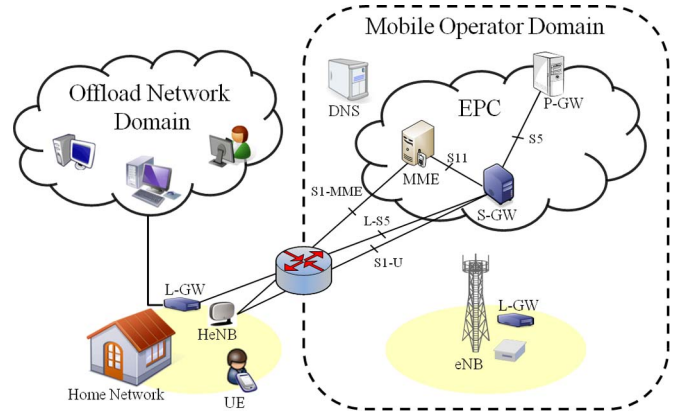 Mobile Operator Domain
Offload Network
Domain
DNS
EPC
P-GW
S5
MME
S11
S-GW
S1-MME
L-S5
S1-U
L-GW
HeNB
L-GW
eNB
Home Network
UE